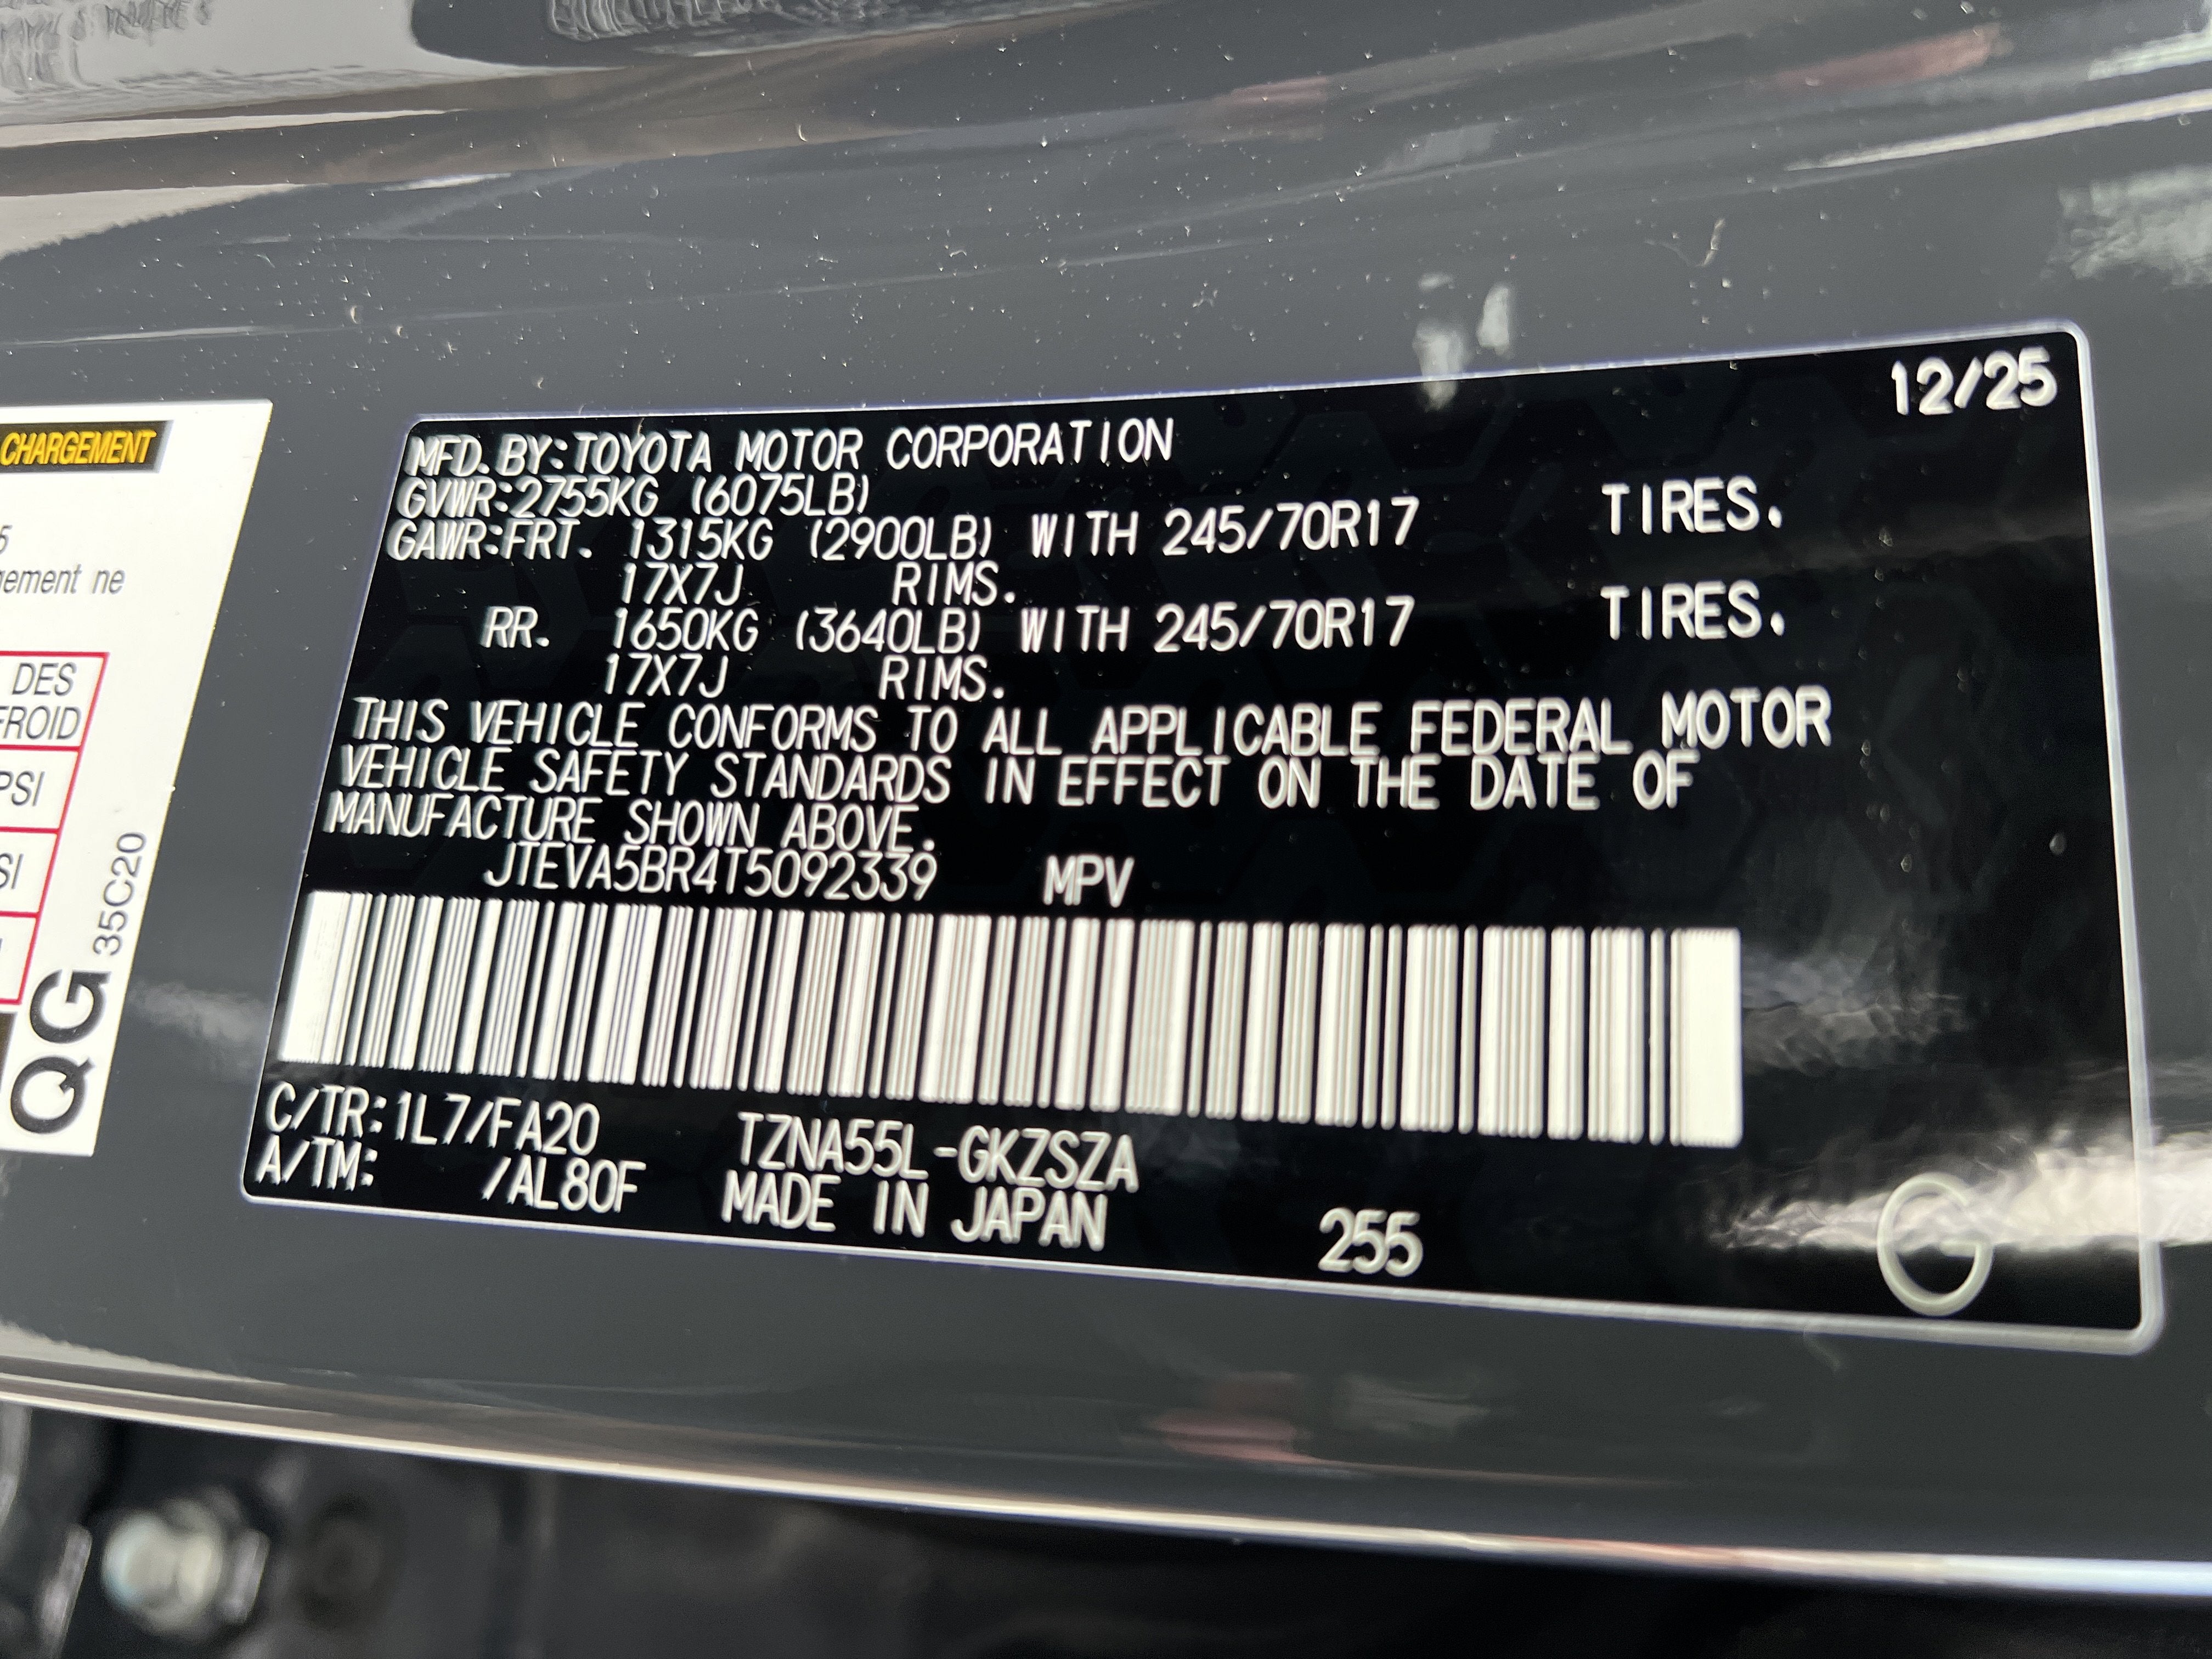 CHARGEMENT
5
gement ne
DES
FROID
PSI
SI
QG 35C20
12/25
MFD. BY: TOYOTA MOTOR CORPORATION
GVWR: 2755KG (6075LB)
GAWR: FRT. 1315KG (2900LB) WITH 245/70R17 TIRES.
17X7J RIMS.
RR. 1650KG (3640LB) WITH 245/70R17 TIRES.
17X7J RIMS.
THIS VEHICLE CONFORMS TO ALL APPLICABLE FEDERAL MOTOR
VEHICLE SAFETY STANDARDS IN EFFECT ON THE DATE OF
MANUFACTURE SHOWN ABOVE.
JTEVA5BR4T5092339 MPV
C/TR: 1L7/FA20 TZNA55L-GKZSZA
A/TM: /AL80F MADE IN JAPAN 255
G